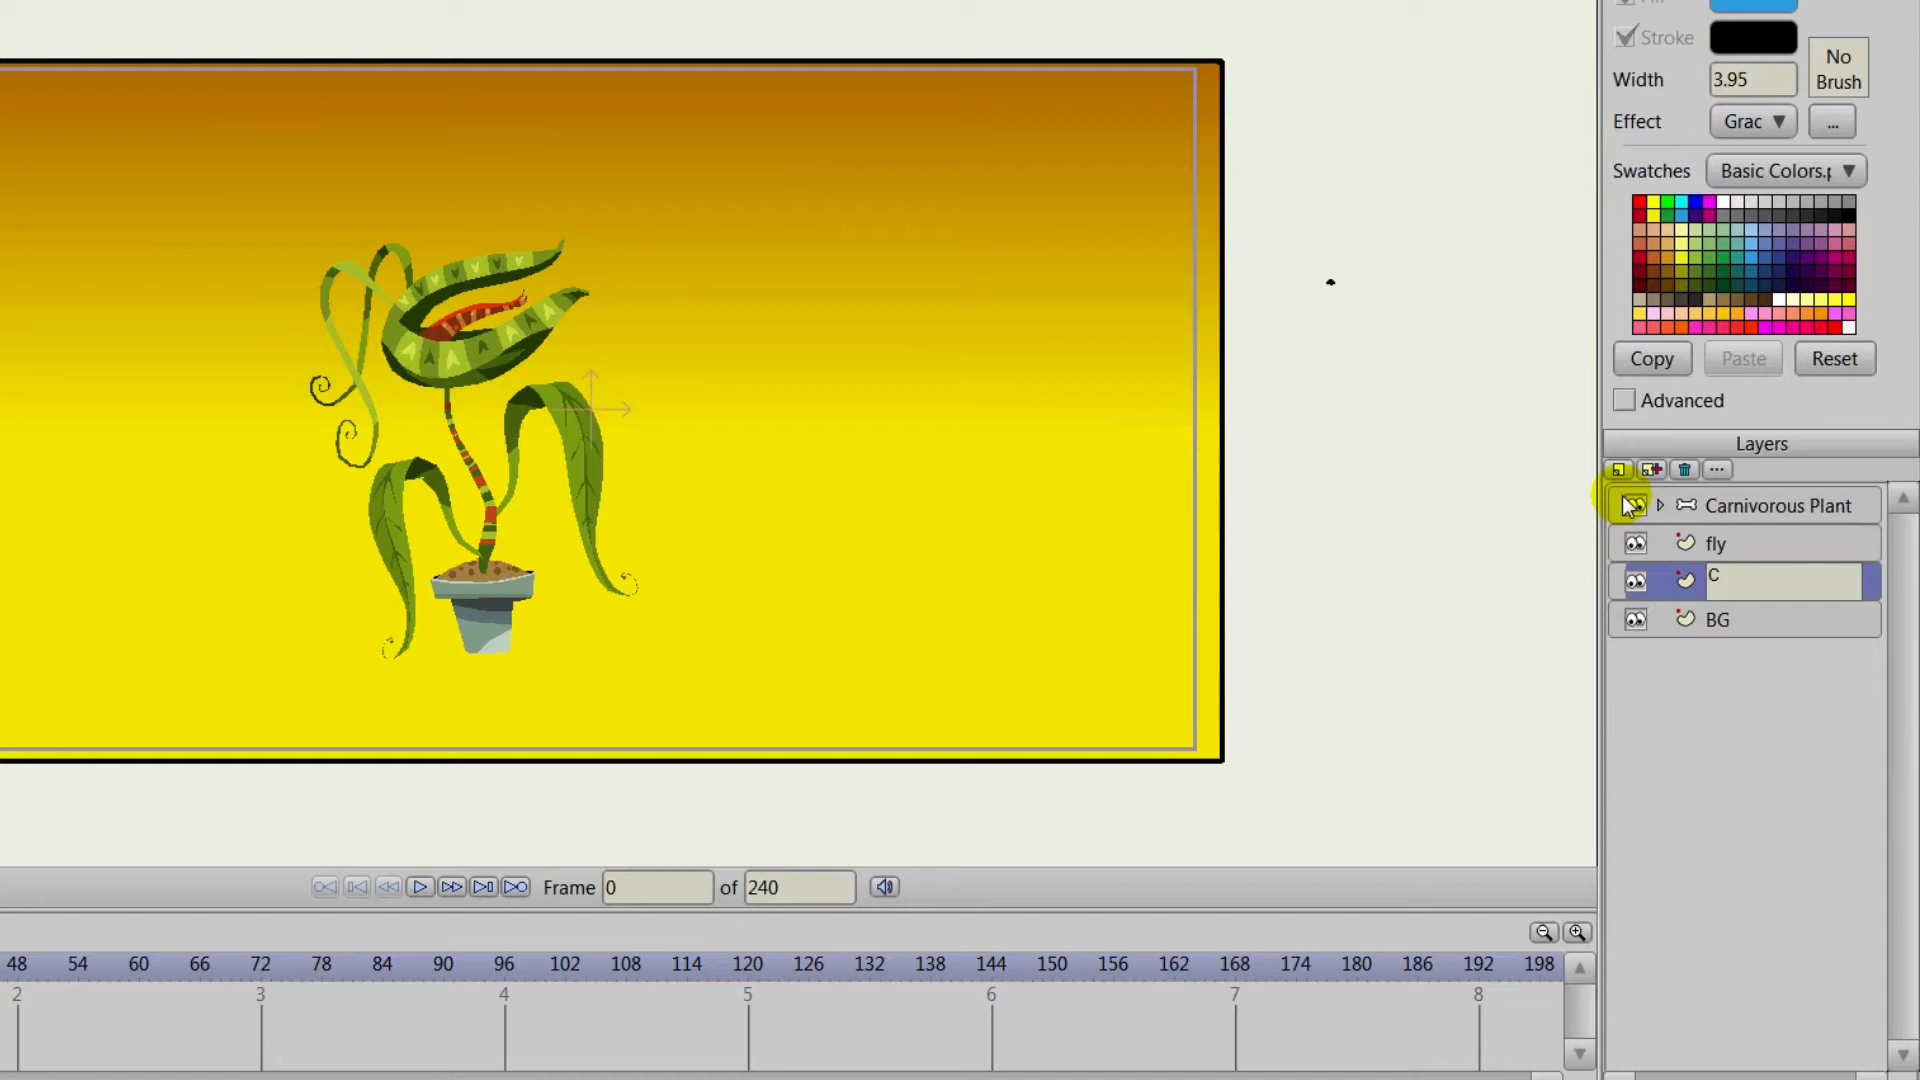 Fill
Stroke
No
Brush
Width
3.95
Effect
Grac
...
Swatches
Basic Colors.p
Copy
Paste
Reset
Advanced
Layers
Carnivorous Plant
fly
C
BG
Frame
0
of
240
48 54 60 66 72 78 84 90 96 102 108 114 120 126 132 138 144 150 156 162 168 174 180 186 192 198
2 3 4 5 6 7 8